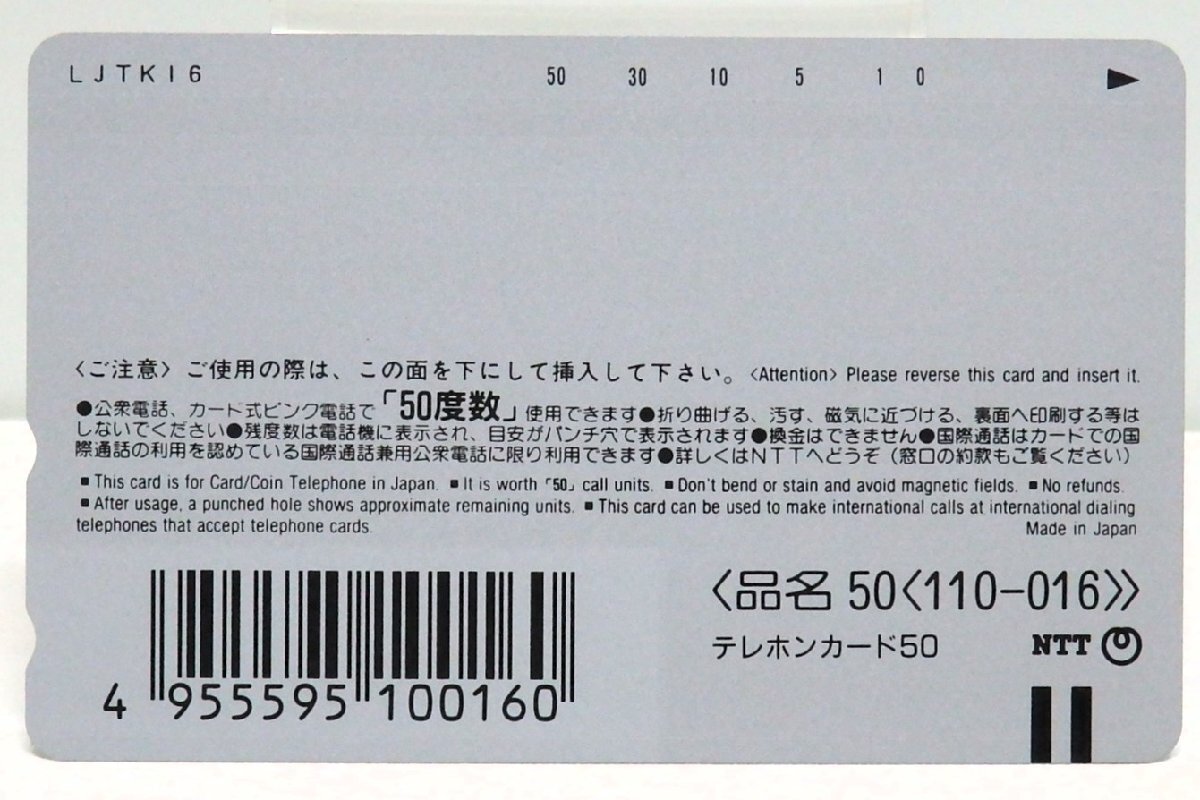 LJTKI6 50 30 10 5 1 0 ▶
〈ご注意〉ご使用の際は、この面を下にして挿入して下さい。〈Attention〉Please reverse this card and insert it.
●公衆電話、カード式ピンク電話で「50度数」使用できます●折り曲げる、汚す、磁気に近づける、裏面へ印刷する等は
しないでください●残度数は電話機に表示され、目安がパンチ穴で表示されます●換金はできません●国際通話はカードでの国
際通話の利用を認めている国際通話兼用公衆電話に限り利用できます●詳しくはNTTへどうぞ（窓口の約款もご覧ください）
■This card is for Card/Coin Telephone in Japan. ■It is worth「50」call units. ■Don't bend or stain and avoid magnetic fields. ■No refunds.
■After usage, a punched hole shows approximate remaining units. ■This card can be used to make international calls at international dialing
telephones that accept telephone cards.
Made in Japan
〈品名 50〈110-016〉〉
テレホンカード50 NTT
4 955595 100160